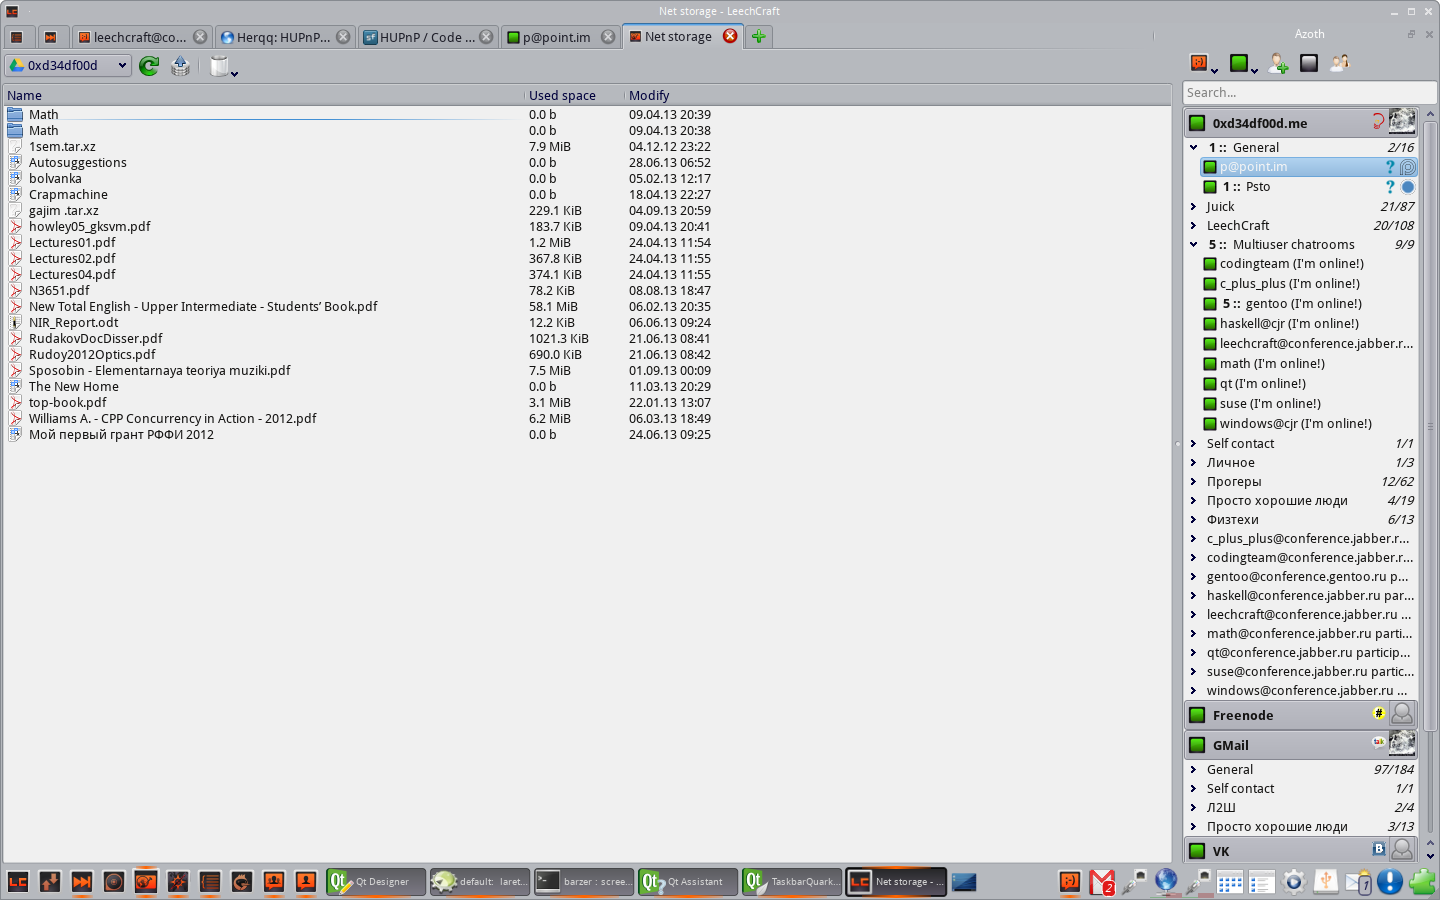 Net storage - LeechCraft
leechcraft@co...
Herqq: HUPnP...
HUPnP / Code ...
p@point.im
Net storage
Azoth
0xd34df00d
Search...
Name Used space Modify
Math 0.0 b 09.04.13 20:39
Math 0.0 b 09.04.13 20:38
1sem.tar.xz 7.9 MiB 04.12.12 23:22
Autosuggestions 0.0 b 28.06.13 06:52
bolvanka 0.0 b 05.02.13 12:17
Crapmachine 0.0 b 18.04.13 22:27
gajim .tar.xz 229.1 KiB 04.09.13 20:59
howley05_gksvm.pdf 183.7 KiB 09.04.13 20:41
Lectures01.pdf 1.2 MiB 24.04.13 11:54
Lectures02.pdf 367.8 KiB 24.04.13 11:55
Lectures04.pdf 374.1 KiB 24.04.13 11:55
N3651.pdf 78.2 KiB 08.08.13 18:47
New Total English - Upper Intermediate - Students’ Book.pdf 58.1 MiB 06.02.13 20:35
NIR_Report.odt 12.2 KiB 06.06.13 09:24
RudakovDocDisser.pdf 1021.3 KiB 21.06.13 08:41
Rudoy2012Optics.pdf 690.0 KiB 21.06.13 08:42
Sposobin - Elementarnaya teoriya muziki.pdf 7.5 MiB 01.09.13 00:09
The New Home 0.0 b 11.03.13 20:29
top-book.pdf 3.1 MiB 22.01.13 13:07
Williams A. - CPP Concurrency in Action - 2012.pdf 6.2 MiB 06.03.13 18:49
Мой первый грант РФФИ 2012 0.0 b 24.06.13 09:25
0xd34df00d.me
1 :: General 2/16
p@point.im ?
1 :: Psto ?
Juick 21/87
LeechCraft 20/108
5 :: Multiuser chatrooms 9/9
codingteam (I'm online!)
c_plus_plus (I'm online!)
5 :: gentoo (I'm online!)
haskell@cjr (I'm online!)
leechcraft@conference.jabber.r...
math (I'm online!)
qt (I'm online!)
suse (I'm online!)
windows@cjr (I'm online!)
Self contact 1/1
Личное 1/3
Прогеры 12/62
Просто хорошие люди 4/19
Физтехи 6/13
c_plus_plus@conference.jabber.r...
codingteam@conference.jabber.r...
gentoo@conference.gentoo.ru p...
haskell@conference.jabber.ru par...
leechcraft@conference.jabber.ru ...
math@conference.jabber.ru parti...
qt@conference.jabber.ru particip...
suse@conference.jabber.ru partic...
windows@conference.jabber.ru ...
Freenode #
GMail talk
General 97/184
Self contact 1/1
Л2Ш 2/4
Просто хорошие люди 3/13
VK B
Qt Designer
default: laret...
barzer : scree...
Qt Assistant
TaskbarQuark...
Net storage - ...
2
1